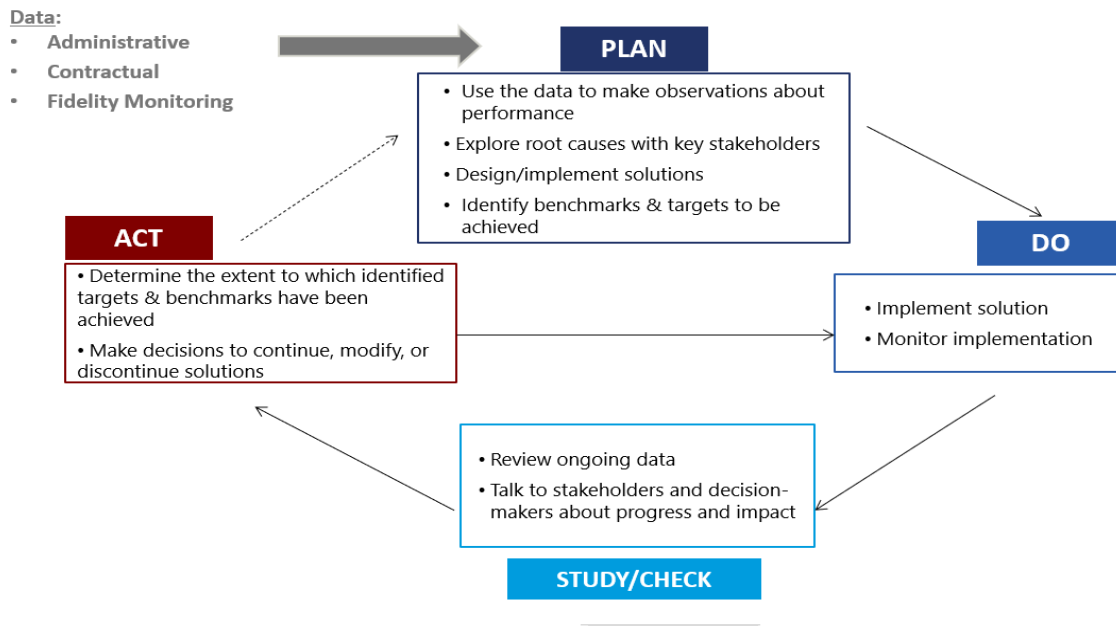 Data:
• Administrative
• Contractual
• Fidelity Monitoring
PLAN
• Use the data to make observations about
performance
• Explore root causes with key stakeholders
• Design/implement solutions
• Identify benchmarks & targets to be
achieved
ACT
• Determine the extent to which identified
targets & benchmarks have been
achieved
• Make decisions to continue, modify, or
discontinue solutions
DO
• Implement solution
• Monitor implementation
• Review ongoing data
• Talk to stakeholders and decision-
makers about progress and impact
STUDY/CHECK